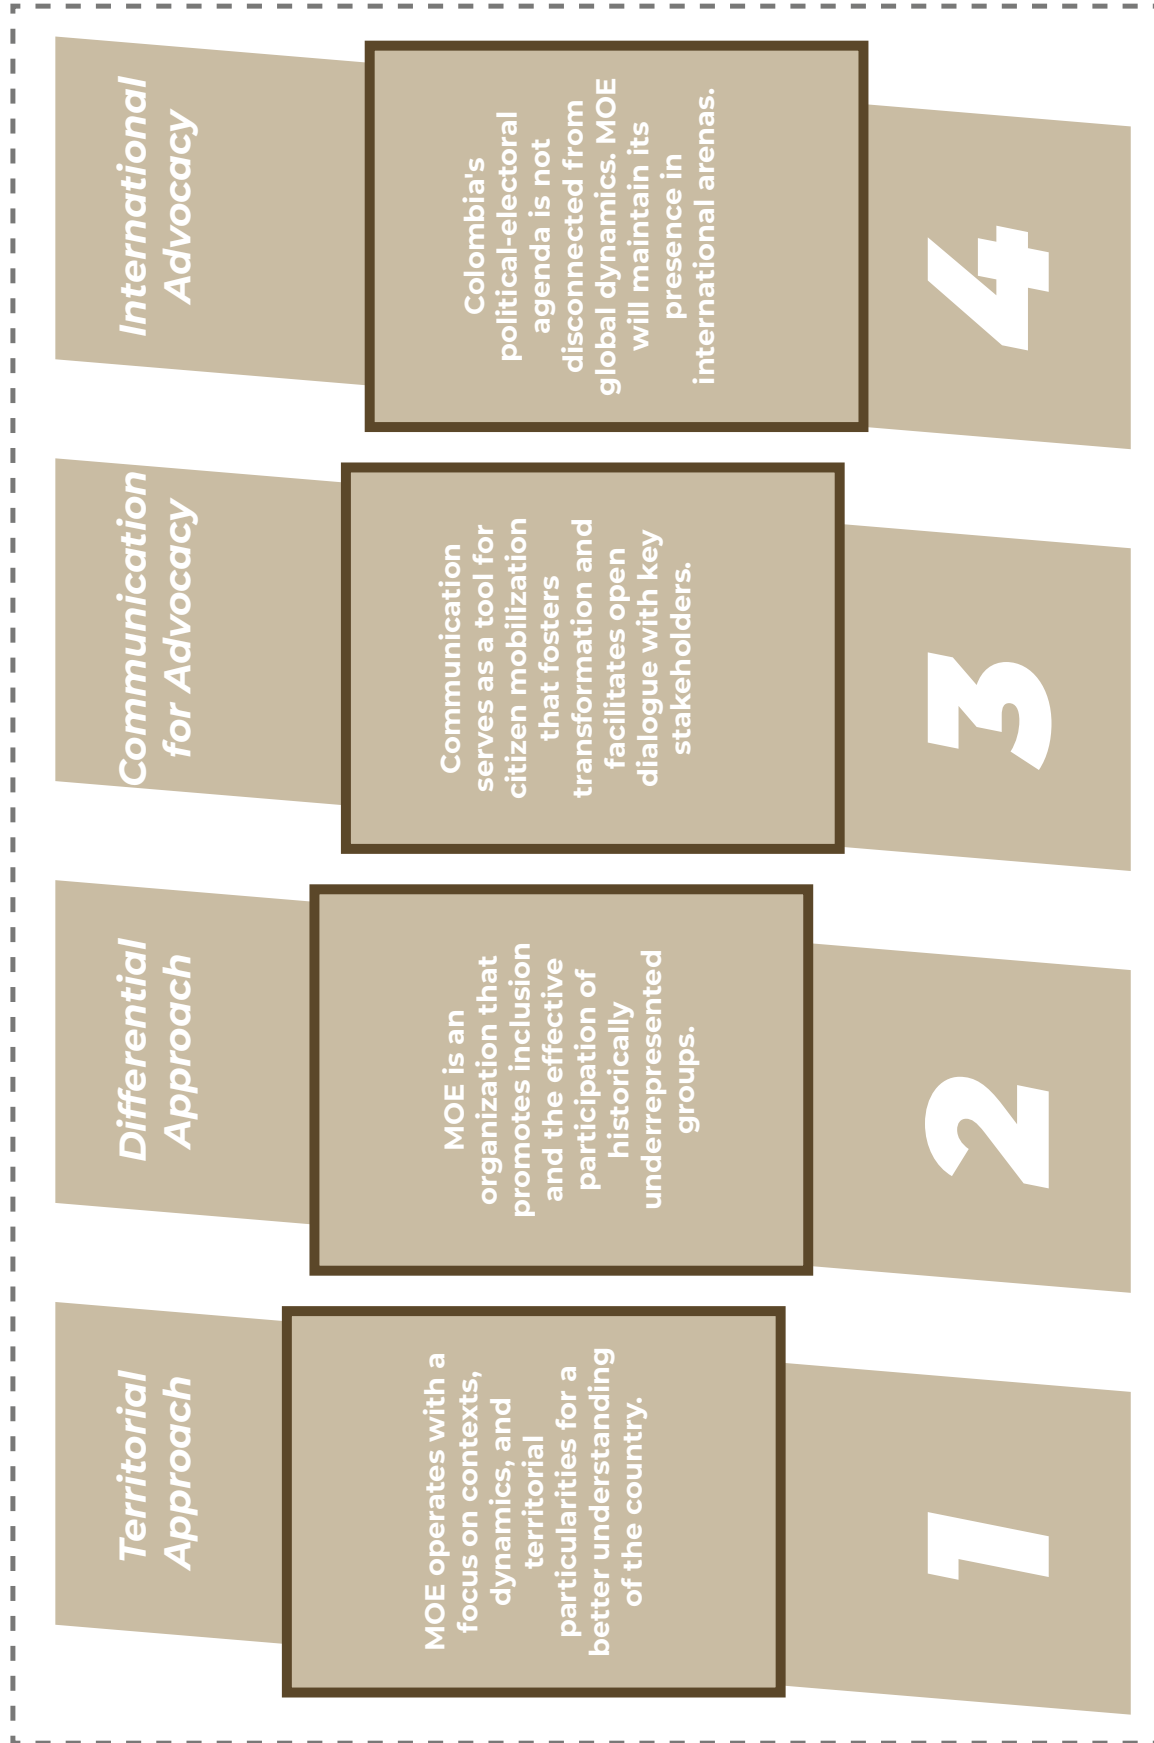 Territorial
Approach
MOE operates with a
focus on contexts,
dynamics, and
territorial
particularities for a
better understanding
of the country.
1
Differential
Approach
MOE is an
organization that
promotes inclusion
and the effective
participation of
historically
underrepresented
groups.
2
Communication
for Advocacy
Communication
serves as a tool for
citizen mobilization
that fosters
transformation and
facilitates open
dialogue with key
stakeholders.
3
International
Advocacy
Colombia's
political-electoral
agenda is not
disconnected from
global dynamics. MOE
will maintain its
presence in
international arenas.
4